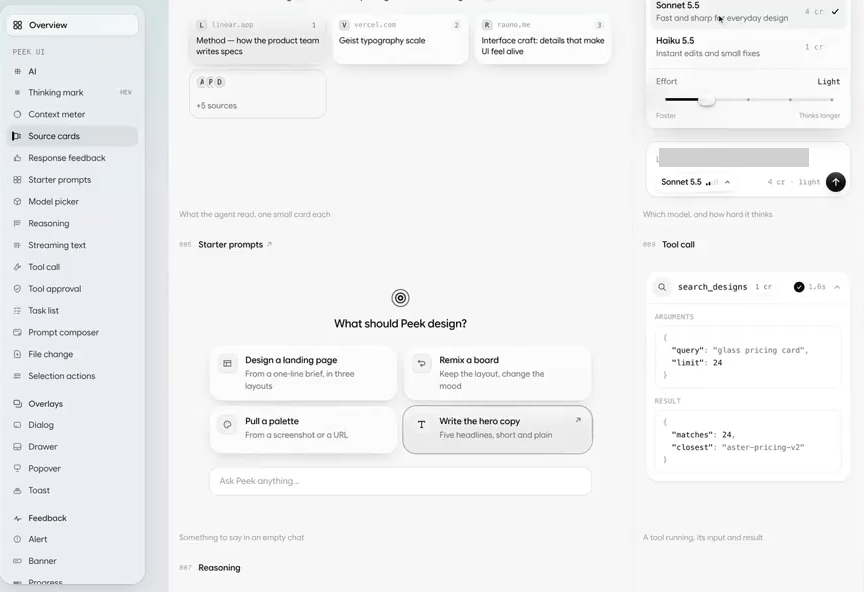 Overview
PEEK UI
AI
Thinking mark NEW
Context meter
Source cards
Response feedback
Starter prompts
Model picker
Reasoning
Streaming text
Tool call
Tool approval
Task list
Prompt composer
File change
Selection actions
Overlays
Dialog
Drawer
Popover
Toast
Feedback
Alert
Banner
Progress
L linear.app 1
Method — how the product team
writes specs
V vercel.com 2
Geist typography scale
R rauno.me 3
Interface craft: details that make
UI feel alive
A P D
+5 sources
What the agent read, one small card each
005 Starter prompts
What should Peek design?
Design a landing page
From a one-line brief, in three
layouts
Remix a board
Keep the layout, change the
mood
Pull a palette
From a screenshot or a URL
T Write the hero copy
Five headlines, short and plain
Ask Peek anything...
Something to say in an empty chat
007 Reasoning
Sonnet 5.5 4 cr
Fast and sharp for everyday design
Haiku 5.5 1 cr
Instant edits and small fixes
Effort Light
Faster Thinks longer
Sonnet 5.5 4 cr · light
Which model, and how hard it thinks
009 Tool call
search_designs 1 cr 1.6s
ARGUMENTS
{
"query": "glass pricing card",
"limit": 24
}
RESULT
{
"matches": 24,
"closest": "aster-pricing-v2"
}
A tool running, its input and result